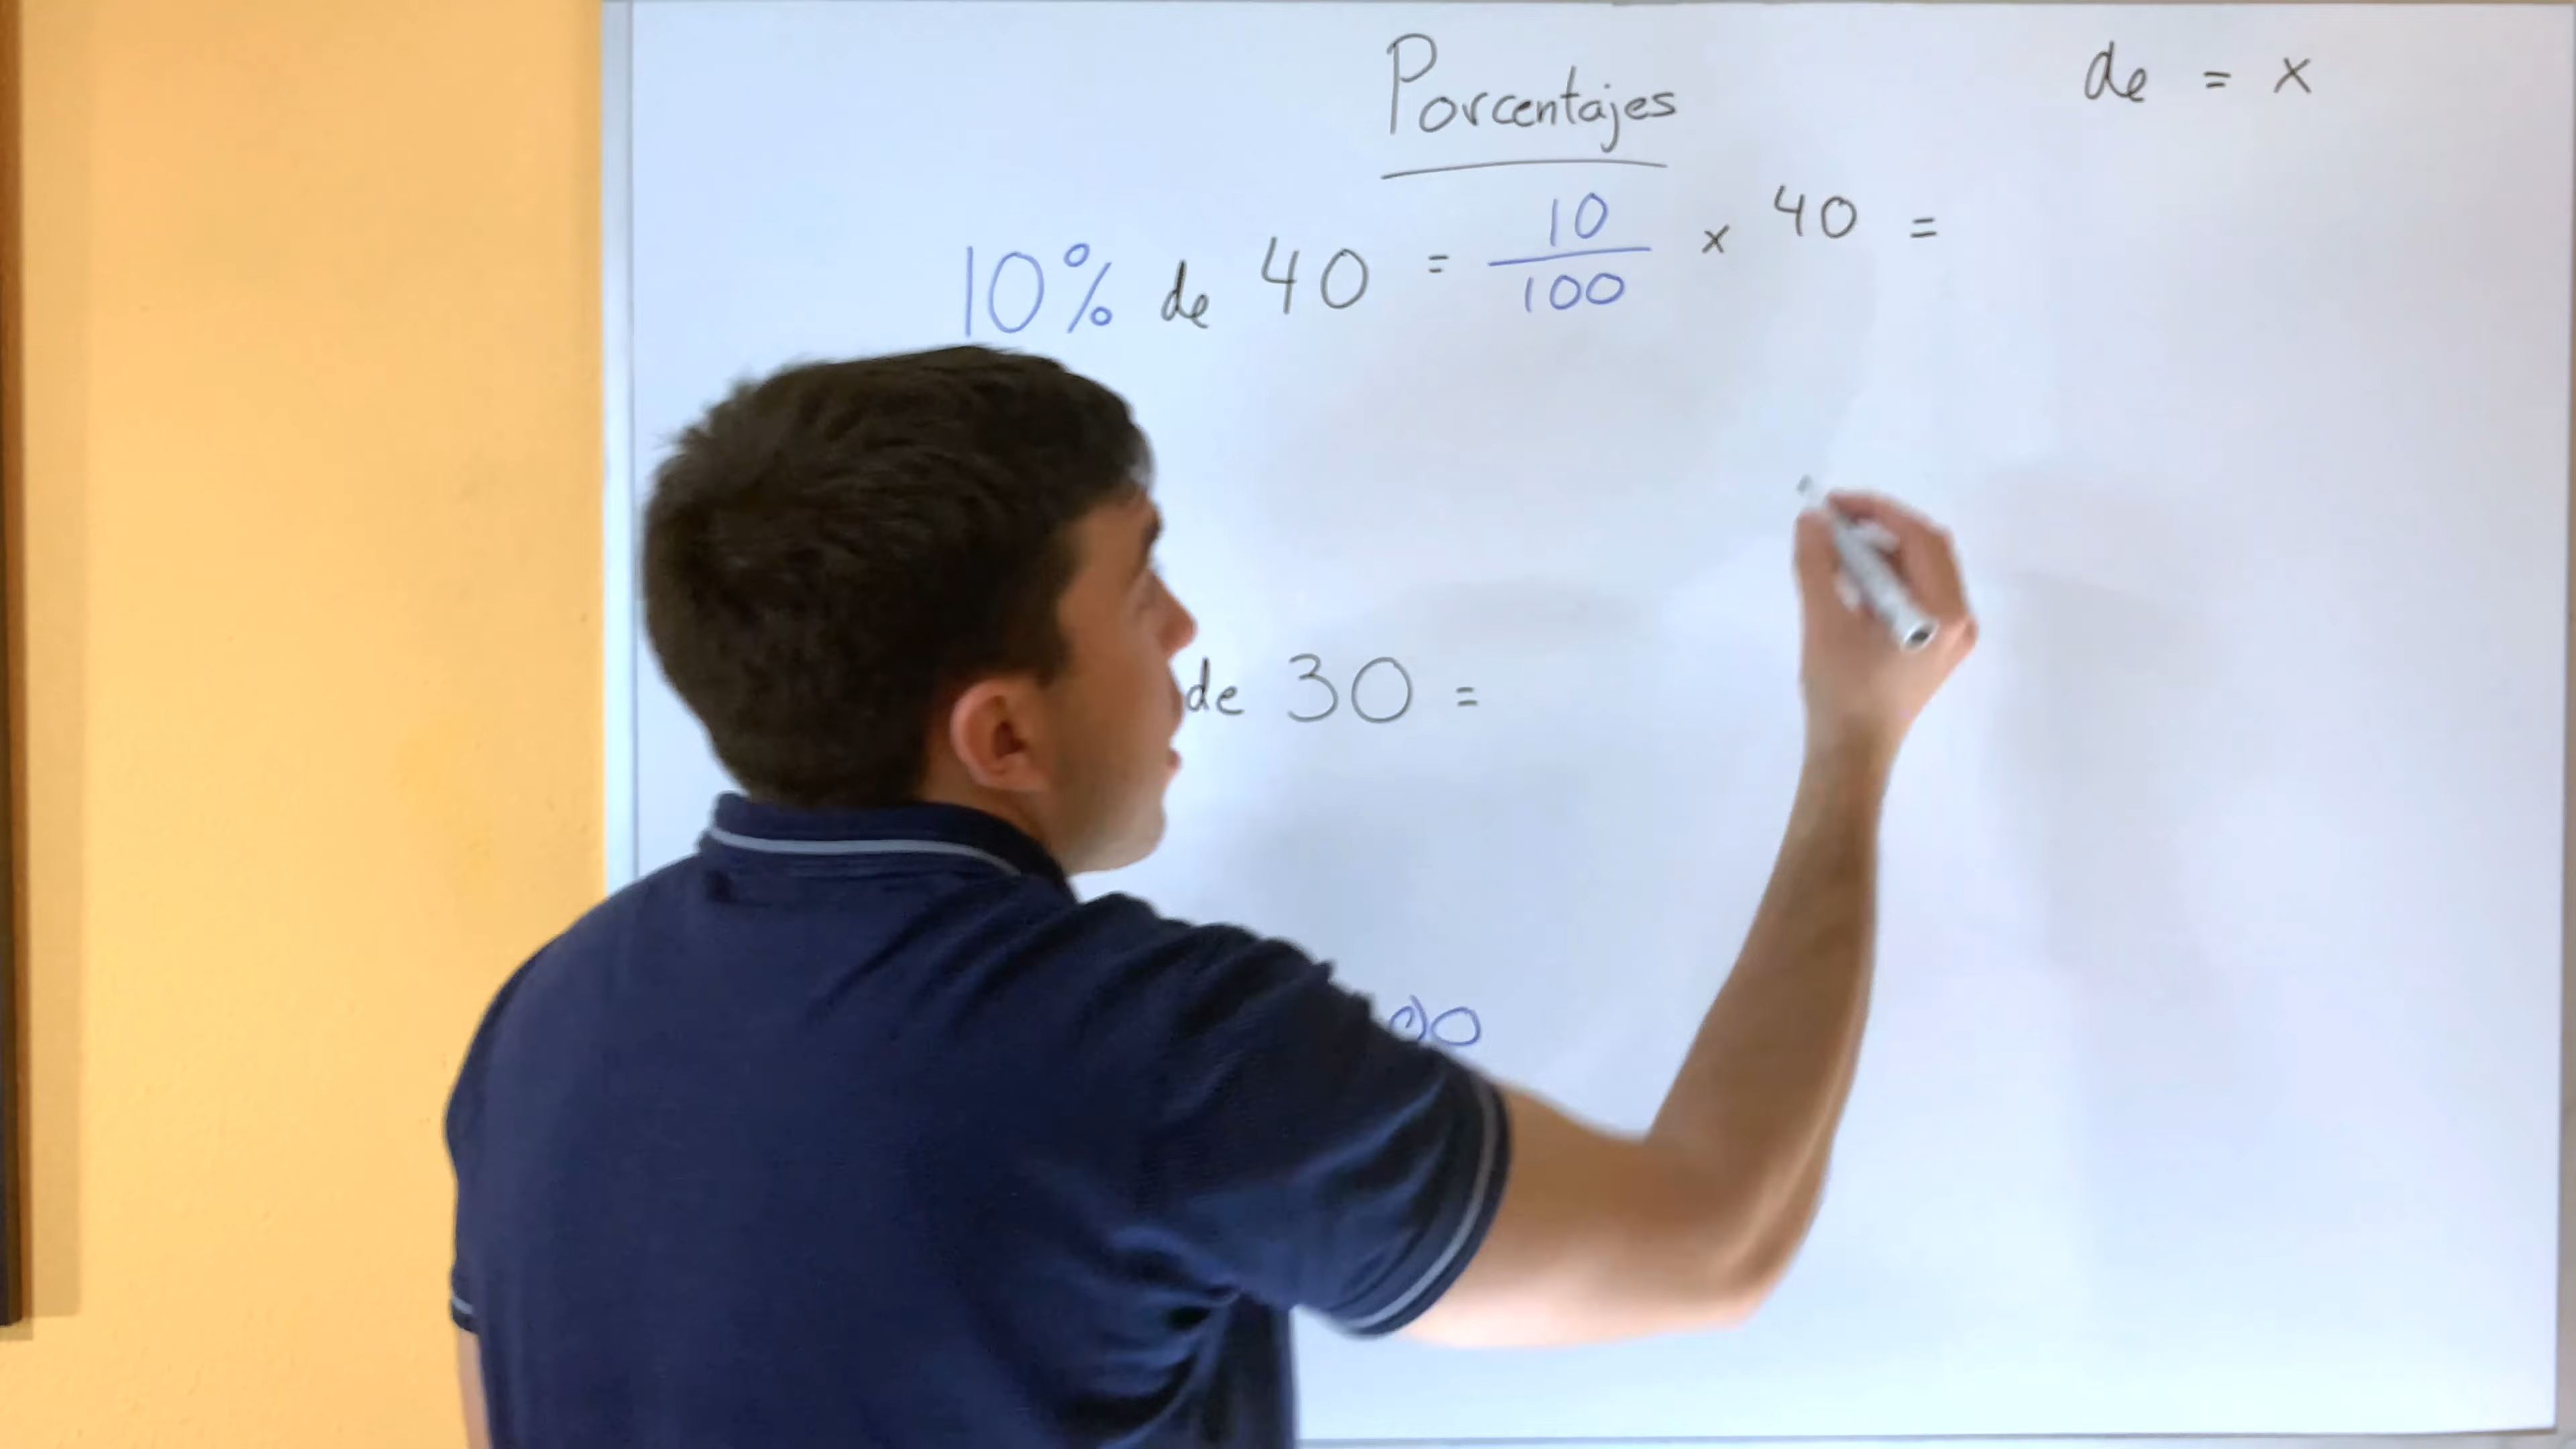 Porcentajes
de = x
10% de 40 = 10/100 x 40 =
de 30 =